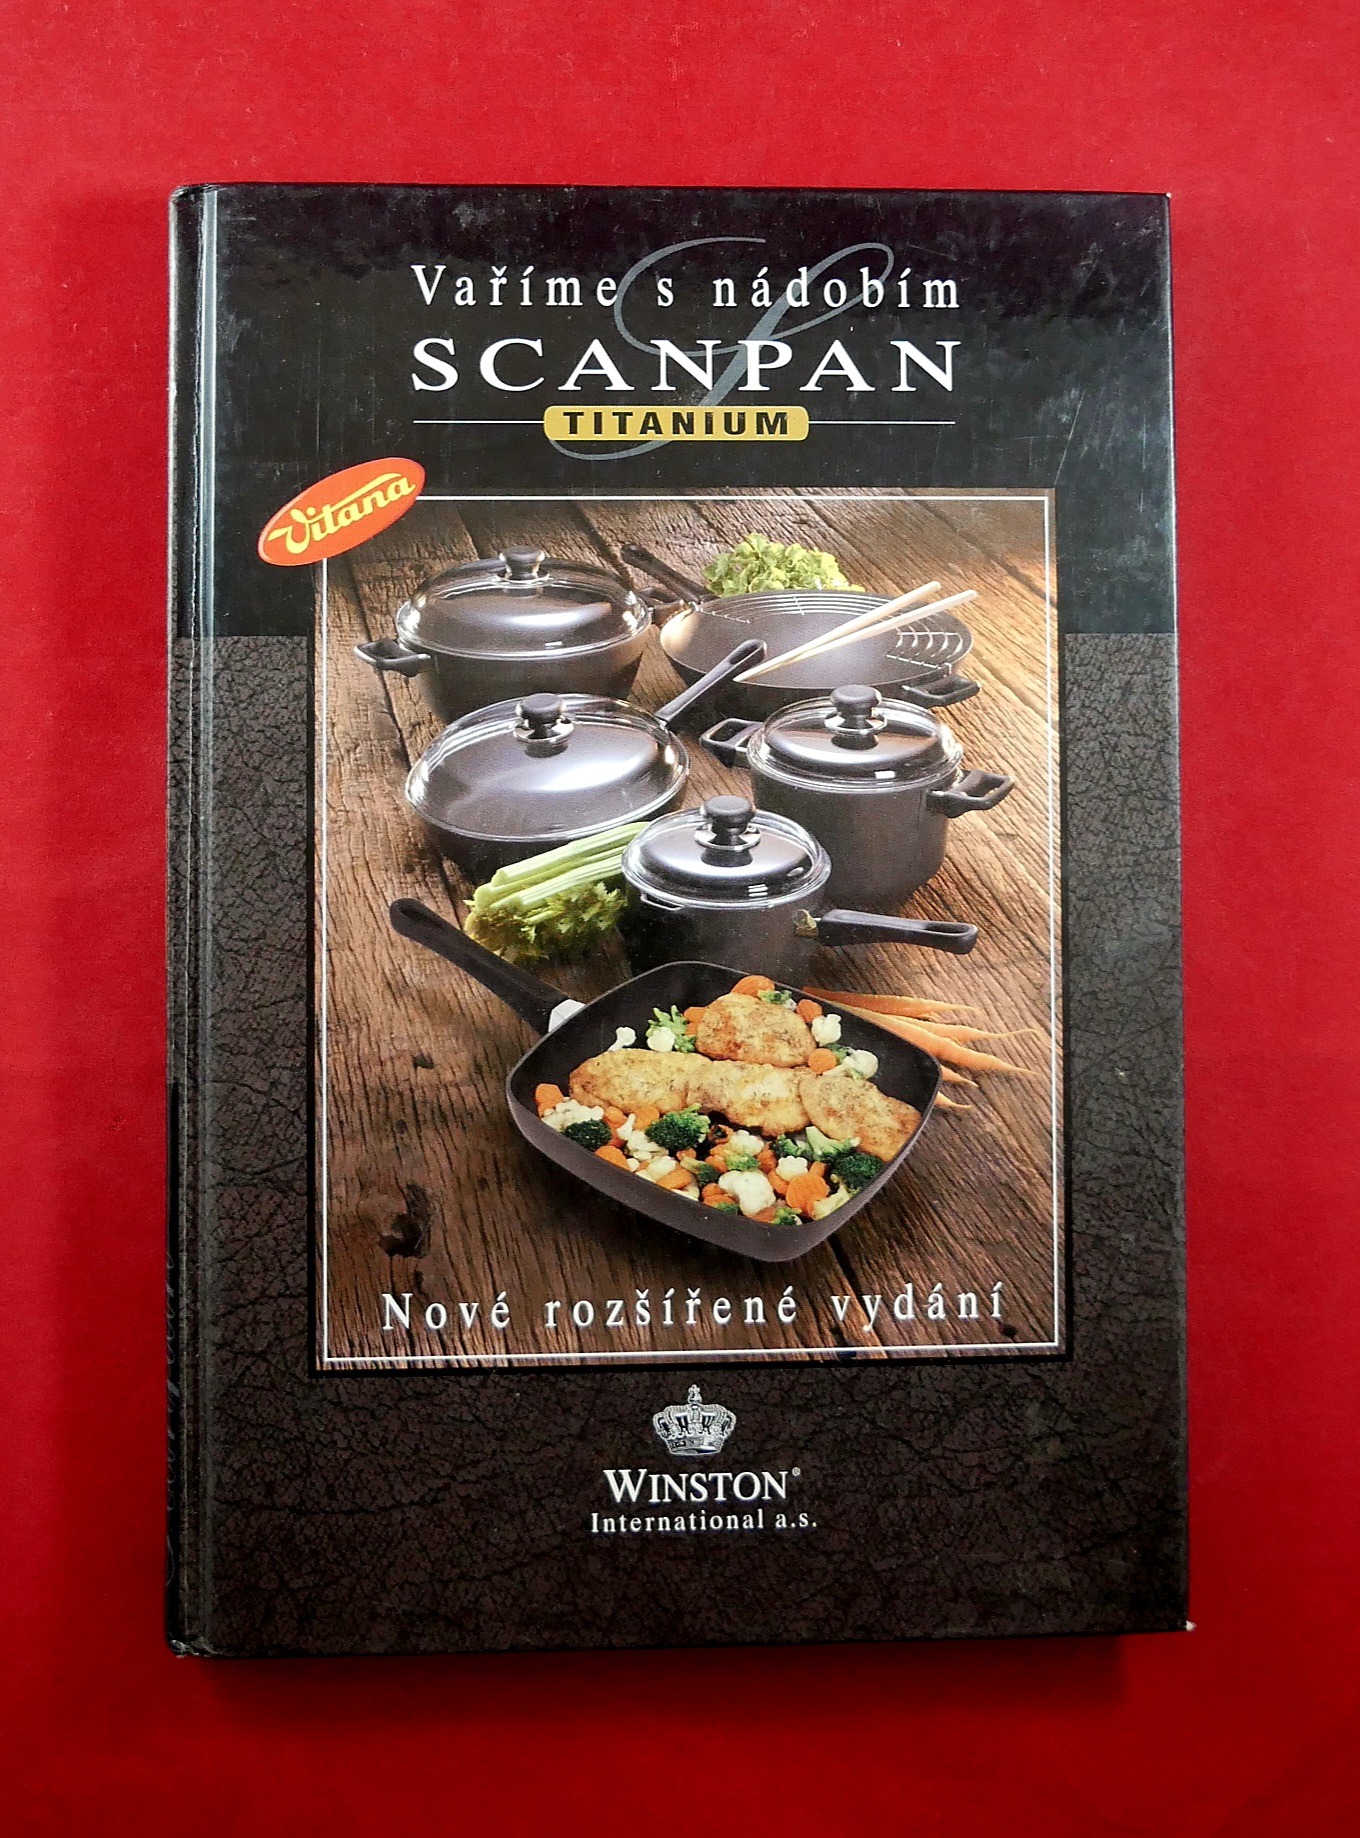 Vaříme s nádobím
SCANPAN
TITANIUM
Vitana
Nové rozšířené vydání
WINSTON®
International a.s.